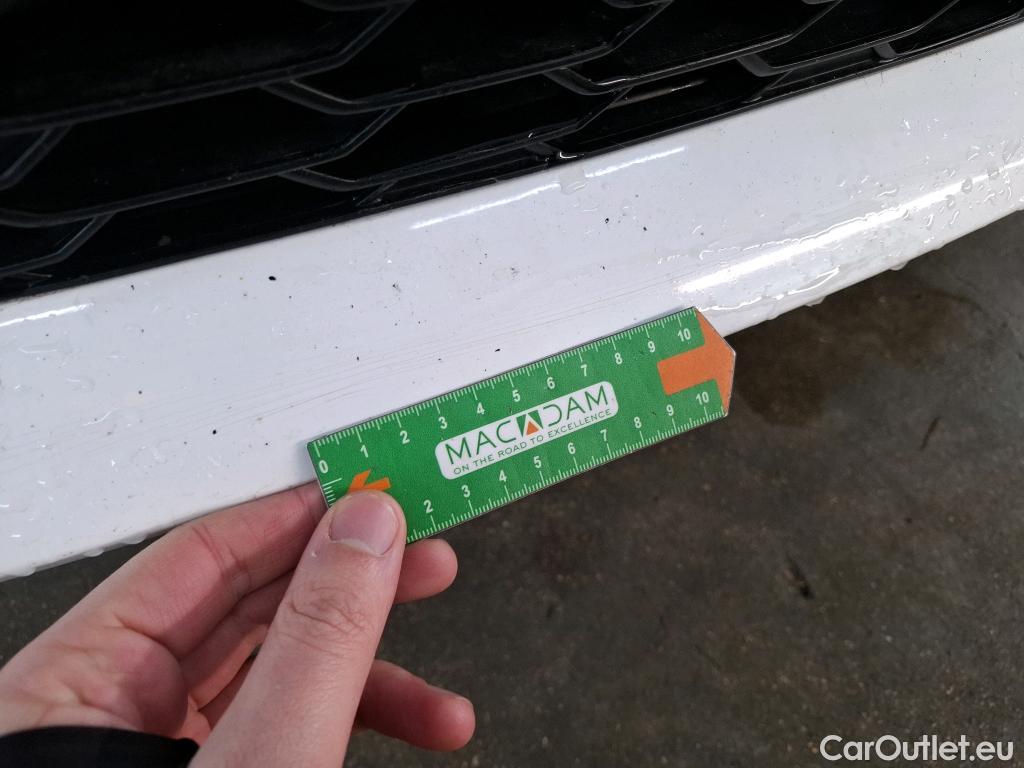 0 1 2 3 4 5 6 7 8 9 10
MACADAM
ON THE ROAD TO EXCELLENCE
2 3 4 5 6 7 8 9 10
CarOutlet.eu